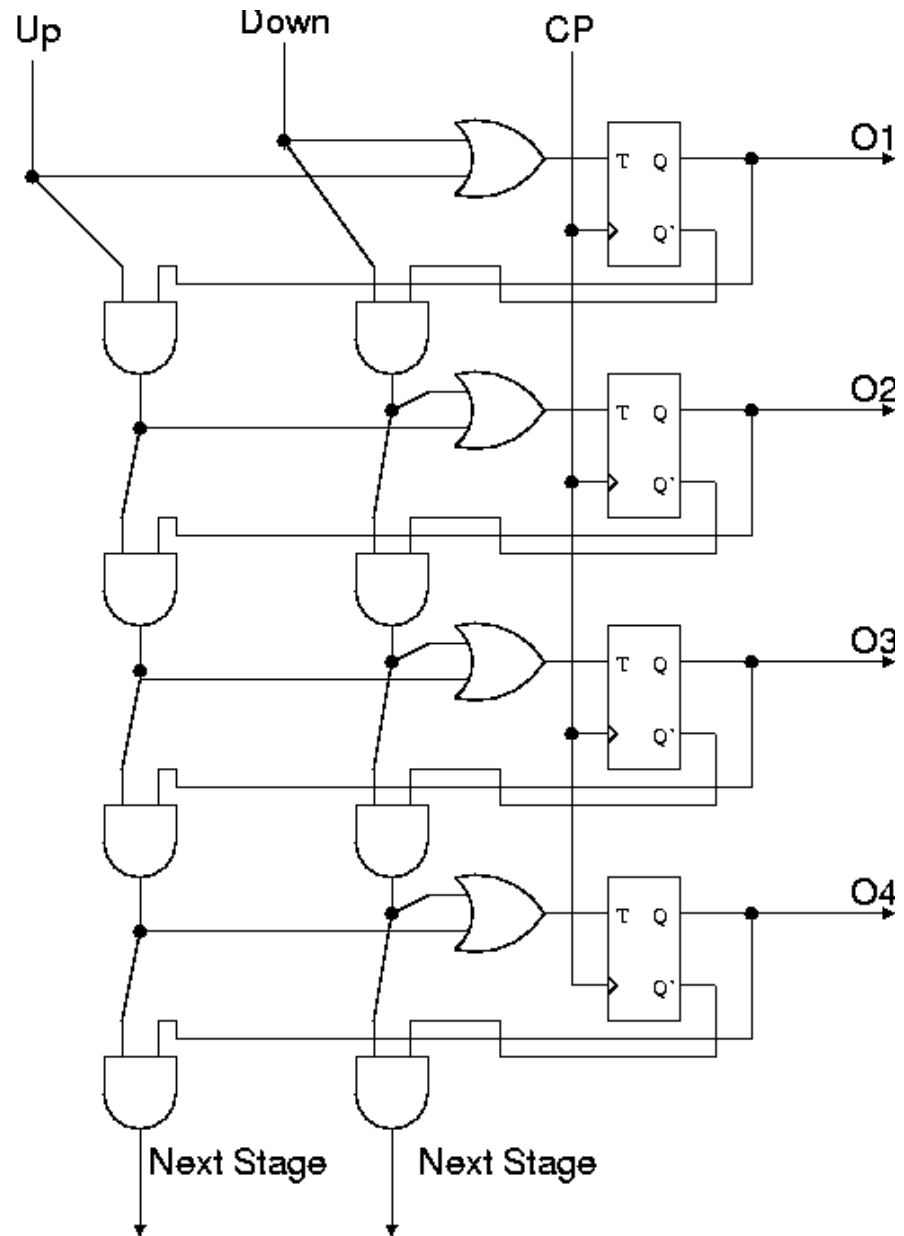 Up
Down
CP
O1
T Q
Q'
O2
T Q
Q'
O3
T Q
Q'
O4
T Q
Q'
Next Stage
Next Stage